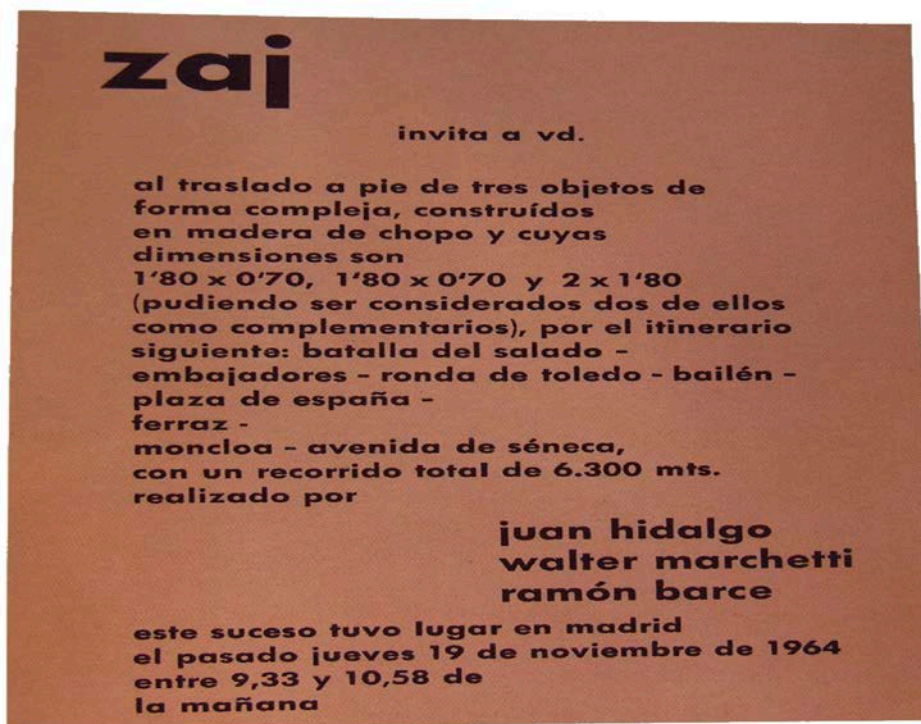 zaj
invita a vd.
al traslado a pie de tres objetos de
forma compleja, construídos
en madera de chopo y cuyas
dimensiones son
1'80 x 0'70, 1'80 x 0'70 y 2 x 1'80
(pudiendo ser considerados dos de ellos
como complementarios), por el itinerario
siguiente: batalla del salado –
embajadores – ronda de toledo - bailén –
plaza de españa –
ferraz -
moncloa – avenida de séneca,
con un recorrido total de 6.300 mts.
realizado por
juan hidalgo
walter marchetti
ramón barce
este suceso tuvo lugar en madrid
el pasado jueves 19 de noviembre de 1964
entre 9,33 y 10,58 de
la mañana